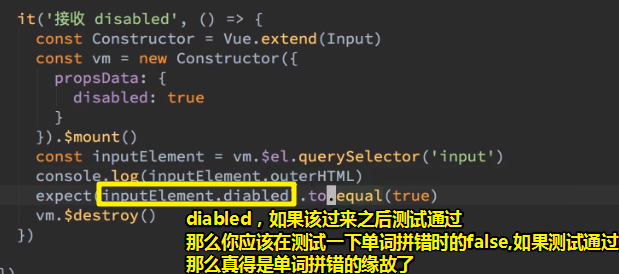 it('接收 disabled', () => {
const Constructor = Vue.extend(Input)
const vm = new Constructor({
propsData: {
disabled: true
}
}).$mount()
const inputElement = vm.$el.querySelector('input')
console.log(inputElement.outerHTML)
expect(inputElement.diabled).to.equal(true)
vm.$destroy()
})
diabled，如果该过来之后测试通过
那么你应该在测试一下单词拼错时的false,如果测试通过
那么真得是单词拼错的缘故了